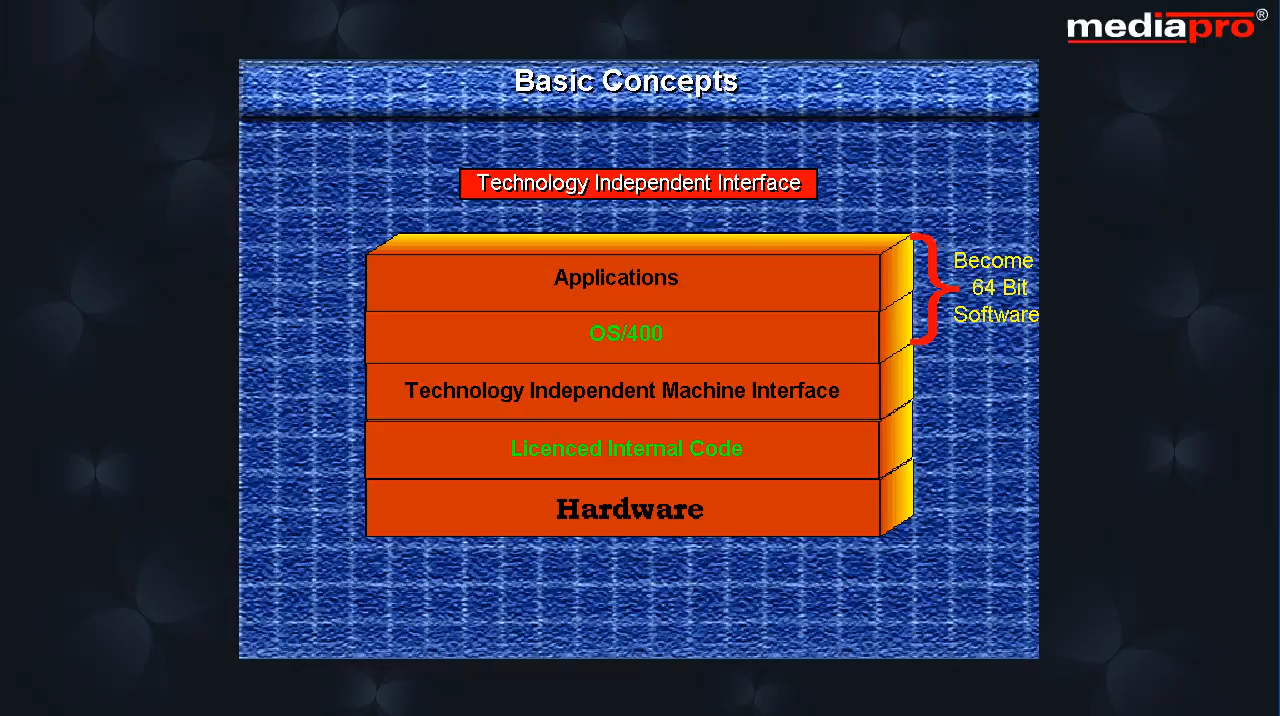 mediapro®
Basic Concepts
Technology Independent Interface
Applications
Become
64 Bit
Software
OS/400
Technology Independent Machine Interface
Licenced Internal Code
Hardware